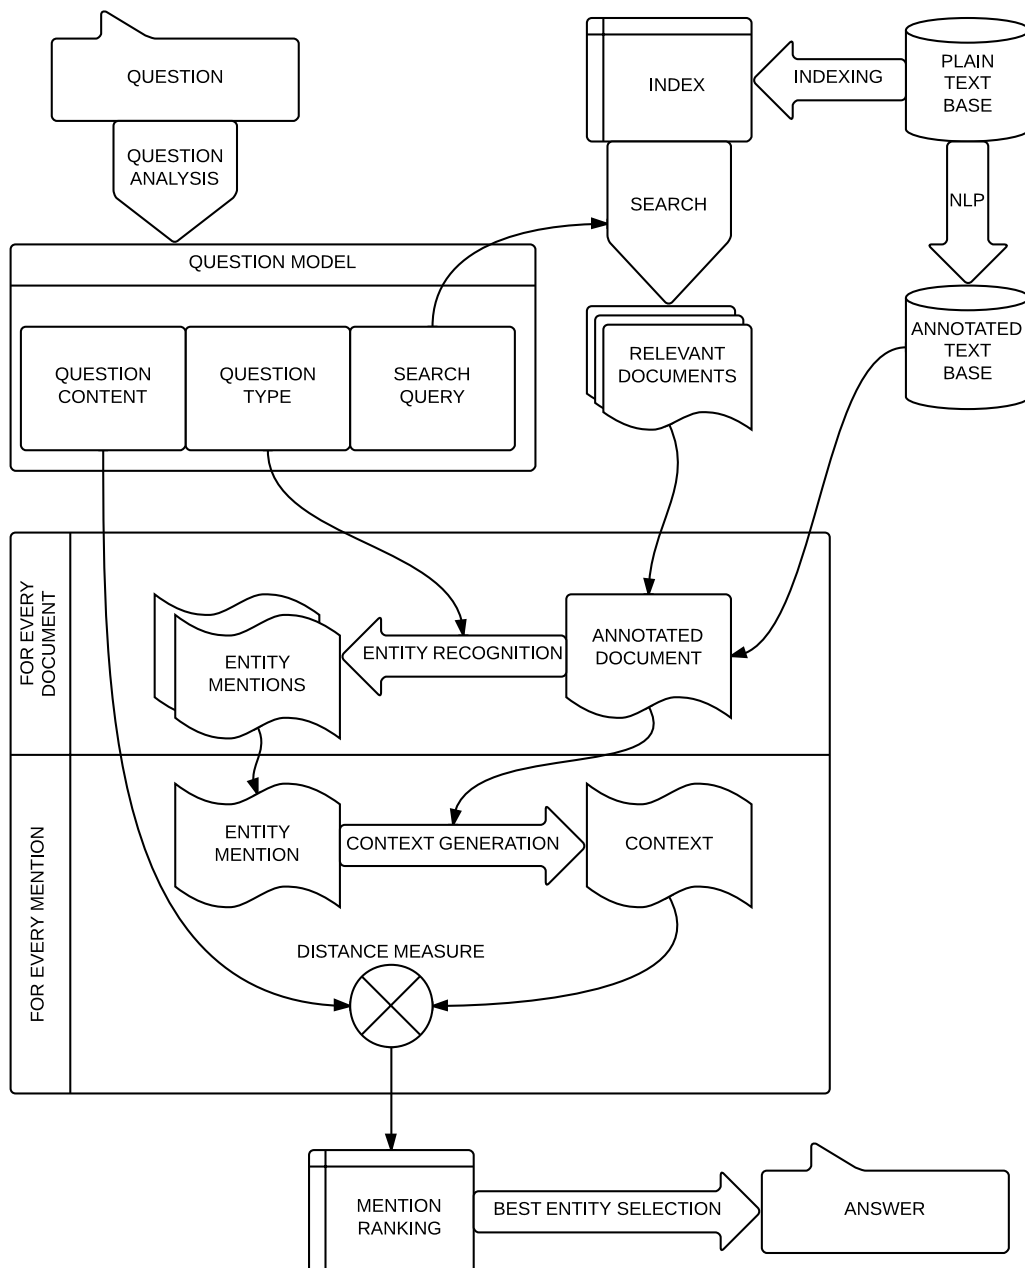 QUESTION
QUESTION
ANALYSIS
INDEX
INDEXING
PLAIN
TEXT
BASE
SEARCH
NLP
QUESTION MODEL
QUESTION
CONTENT
QUESTION
TYPE
SEARCH
QUERY
RELEVANT
DOCUMENTS
ANNOTATED
TEXT
BASE
FOR EVERY
DOCUMENT
ENTITY
MENTIONS
ENTITY RECOGNITION
ANNOTATED
DOCUMENT
FOR EVERY MENTION
ENTITY
MENTION
CONTEXT GENERATION
CONTEXT
DISTANCE MEASURE
MENTION
RANKING
BEST ENTITY SELECTION
ANSWER